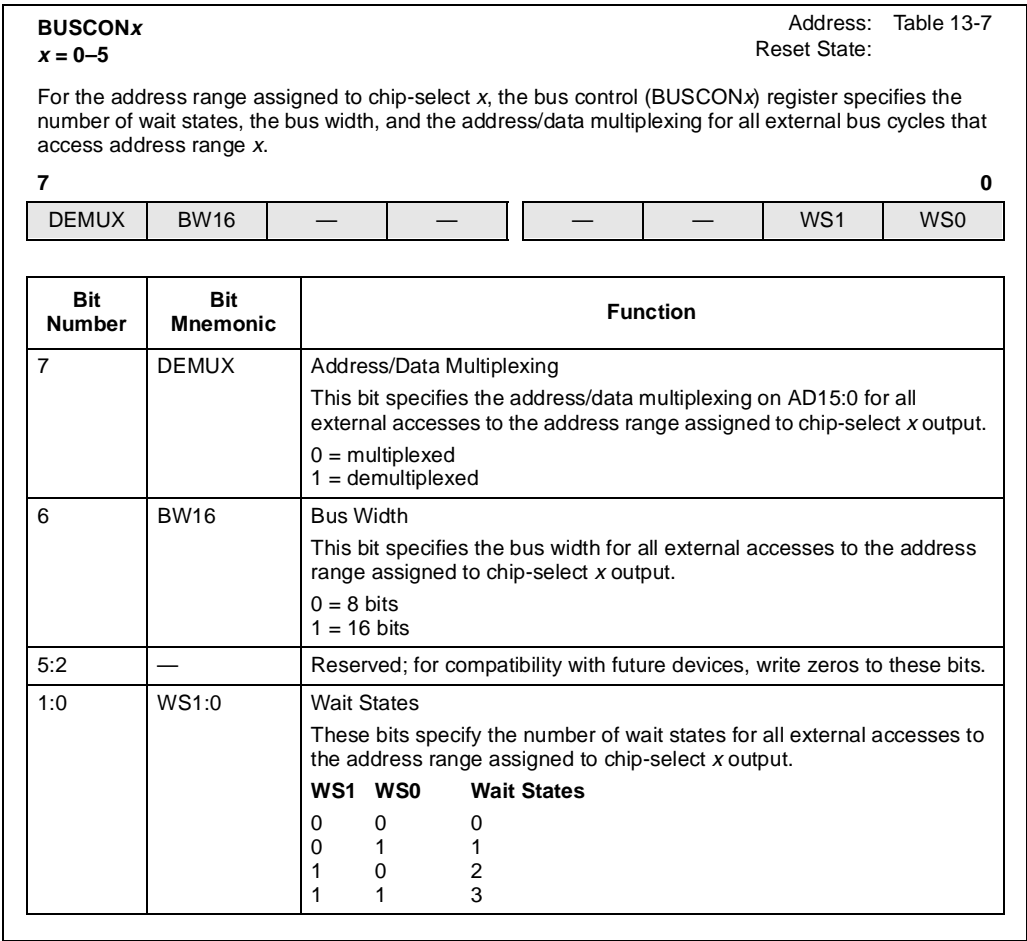 BUSCONx
x = 0–5
Address: Table 13-7
Reset State:
For the address range assigned to chip-select x, the bus control (BUSCONx) register specifies the
number of wait states, the bus width, and the address/data multiplexing for all external bus cycles that
access address range x.
7 0
DEMUX BW16 — — — — WS1 WS0
Bit Number Bit Mnemonic Function
7 DEMUX Address/Data Multiplexing
This bit specifies the address/data multiplexing on AD15:0 for all
external accesses to the address range assigned to chip-select x output.
0 = multiplexed
1 = demultiplexed
6 BW16 Bus Width
This bit specifies the bus width for all external accesses to the address
range assigned to chip-select x output.
0 = 8 bits
1 = 16 bits
5:2 — Reserved; for compatibility with future devices, write zeros to these bits.
1:0 WS1:0 Wait States
These bits specify the number of wait states for all external accesses to
the address range assigned to chip-select x output.
WS1 WS0 Wait States
0 0 0
0 1 1
1 0 2
1 1 3